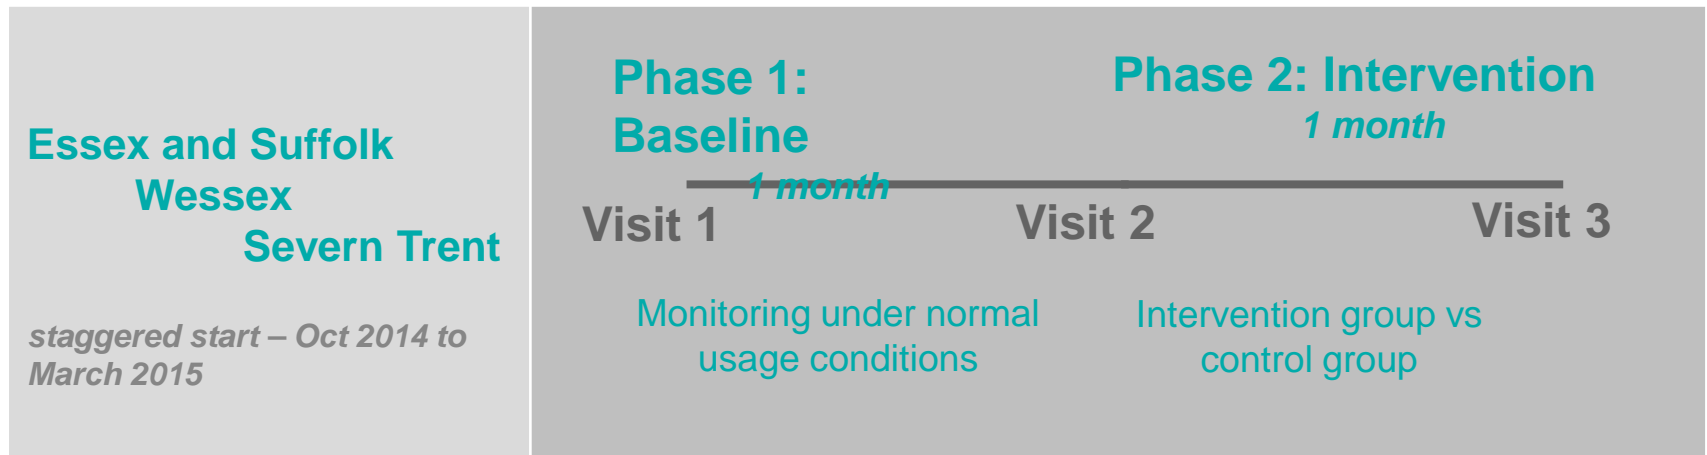 Essex and Suffolk
Wessex
Severn Trent
staggered start – Oct 2014 to
March 2015
Phase 1:
Baseline
1 month
Phase 2: Intervention
1 month
Visit 1
Visit 2
Visit 3
Monitoring under normal
usage conditions
Intervention group vs
control group